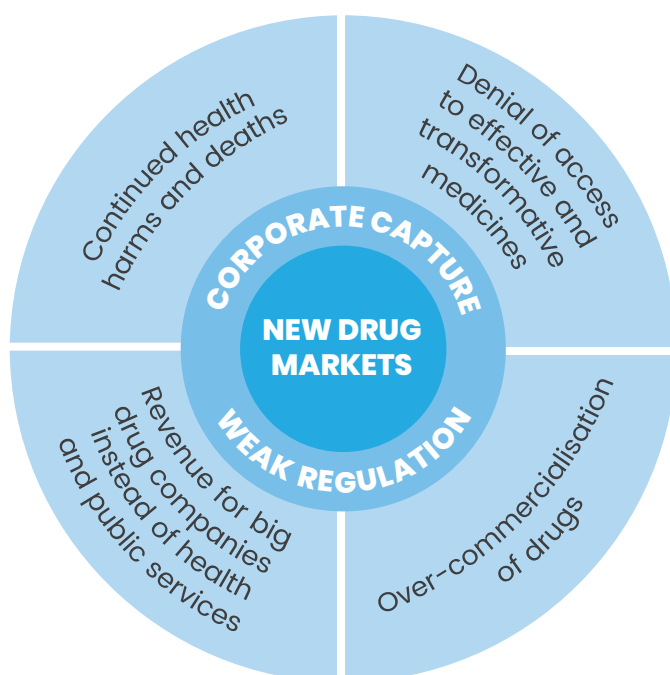 Continued health
harms and deaths
Denial of access
to effective and
transformative
medicines
CORPORATE CAPTURE
NEW DRUG
MARKETS
WEAK REGULATION
Revenue for big
drug companies
instead of health
and public services
Over-commercialisation
of drugs